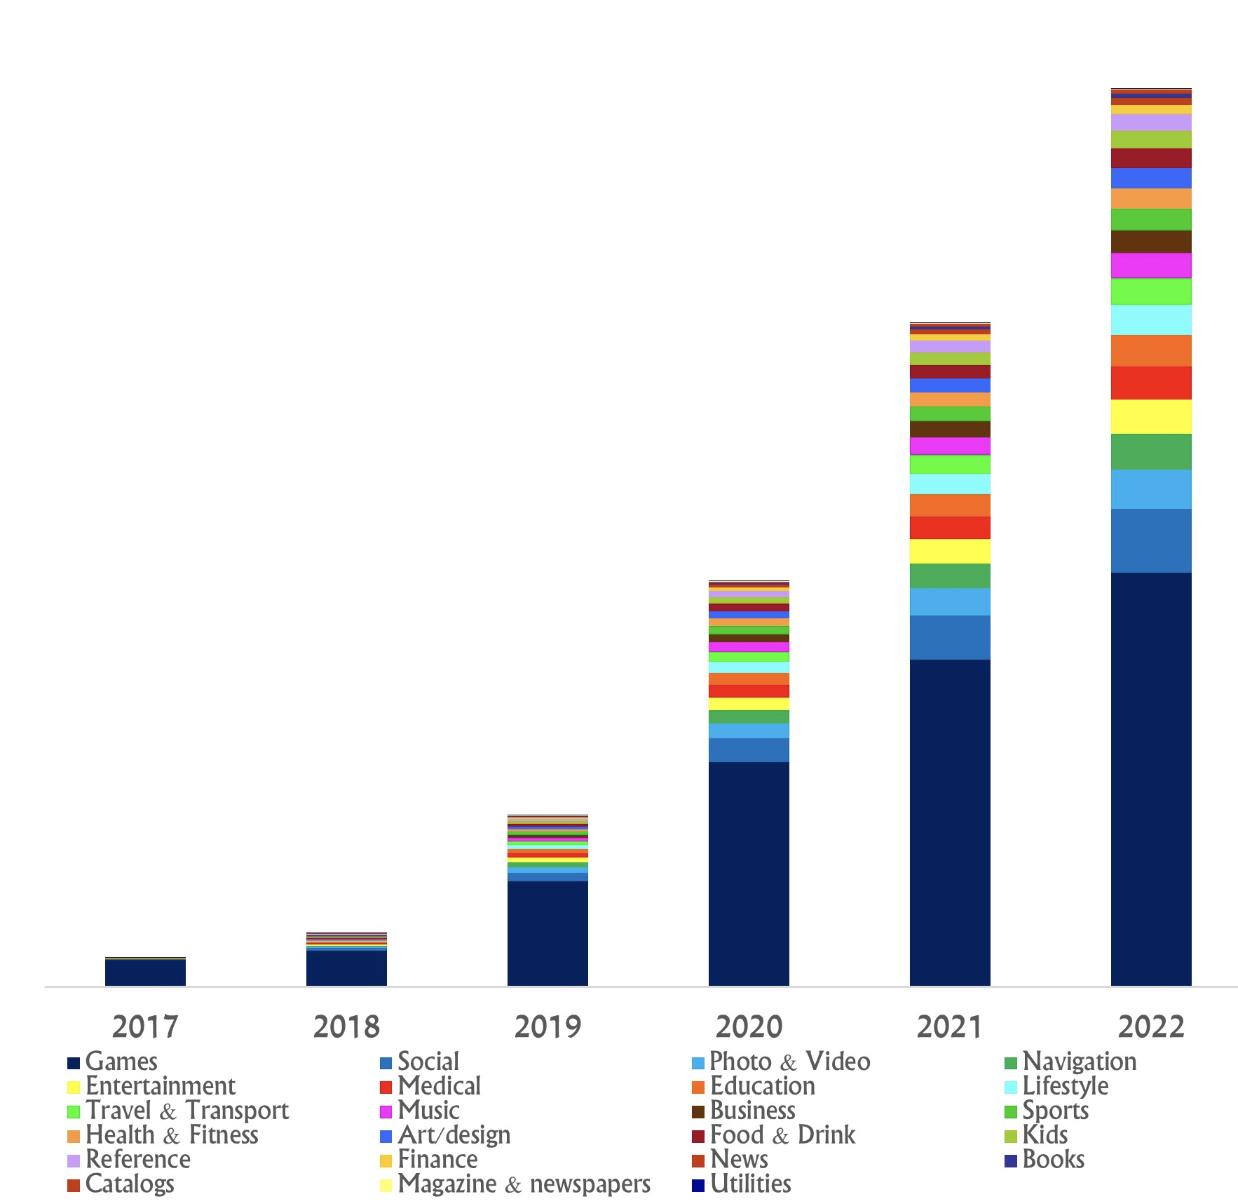 2017 2018 2019 2020 2021 2022
Games Social Photo & Video Navigation
Entertainment Medical Education Lifestyle
Travel & Transport Music Business Sports
Health & Fitness Art/design Food & Drink Kids
Reference Finance News Books
Catalogs Magazine & newspapers Utilities